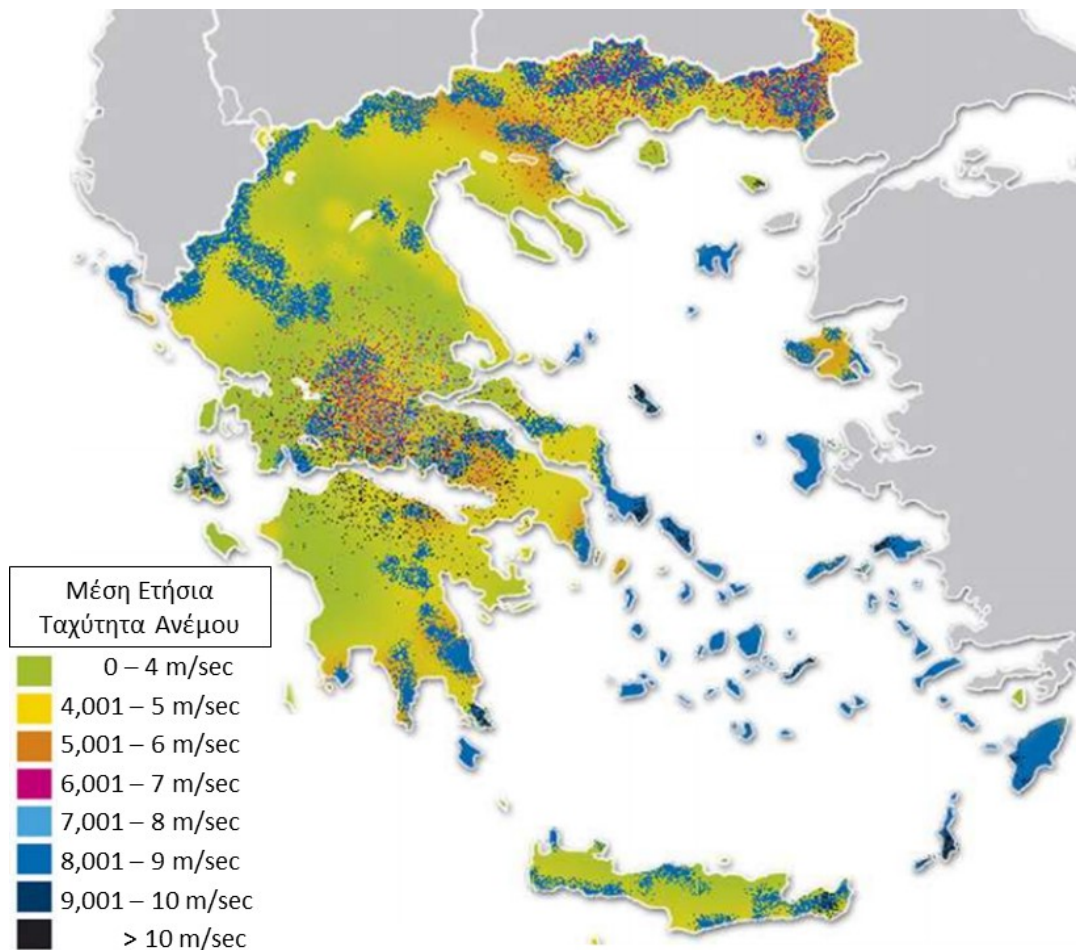 Μέση Ετήσια
Ταχύτητα Ανέμου
0 – 4 m/sec
4,001 – 5 m/sec
5,001 – 6 m/sec
6,001 – 7 m/sec
7,001 – 8 m/sec
8,001 – 9 m/sec
9,001 – 10 m/sec
> 10 m/sec